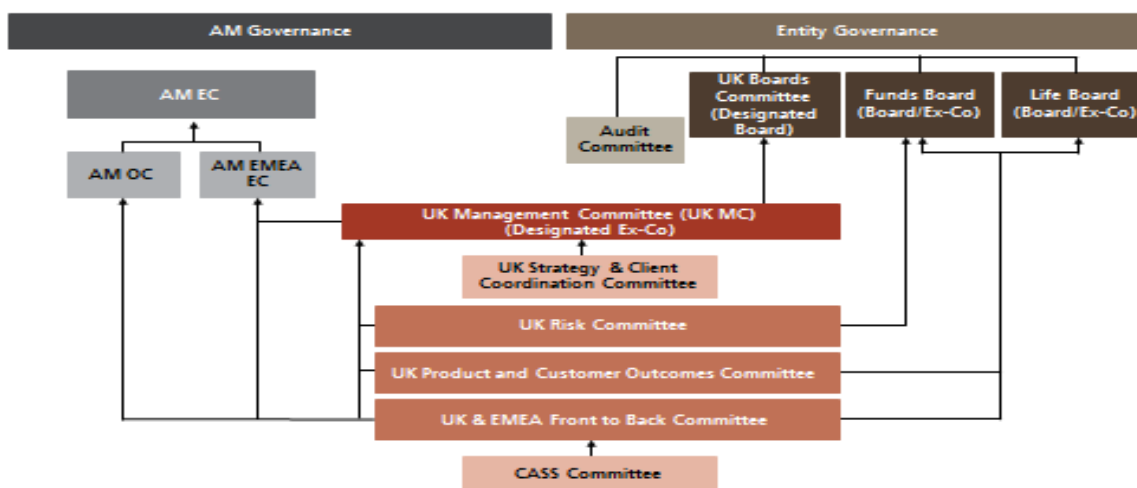 AM Governance
Entity Governance
AM EC
UK Boards
Committee
(Designated
Board)
Funds Board
(Board/Ex-Co)
Life Board
(Board/Ex-Co)
Audit
Committee
AM OC
AM EMEA
EC
UK Management Committee (UK MC)
(Designated Ex-Co)
UK Strategy & Client
Coordination Committee
UK Risk Committee
UK Product and Customer Outcomes Committee
UK & EMEA Front to Back Committee
CASS Committee